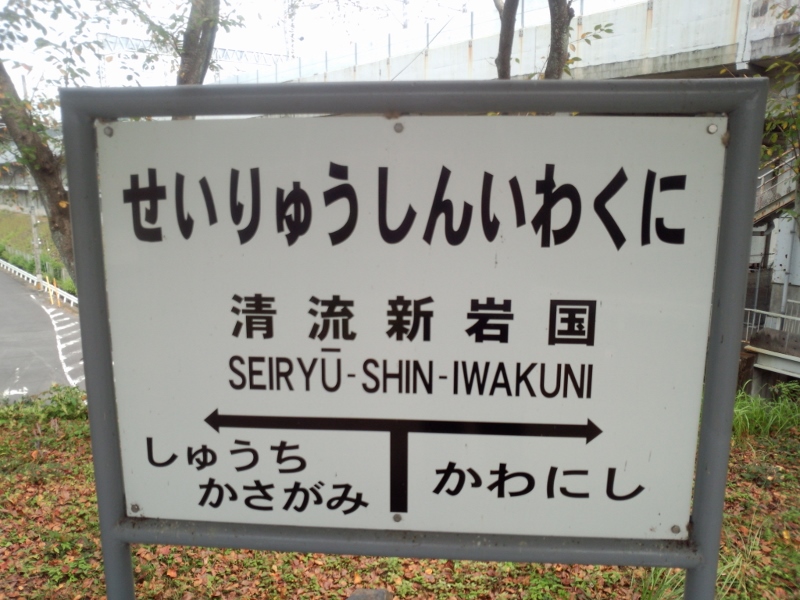 せいりゅうしんいわくに
清流新岩国
SEIRYŪ-SHIN-IWAKUNI
しゅうち
かさがみ
かわにし